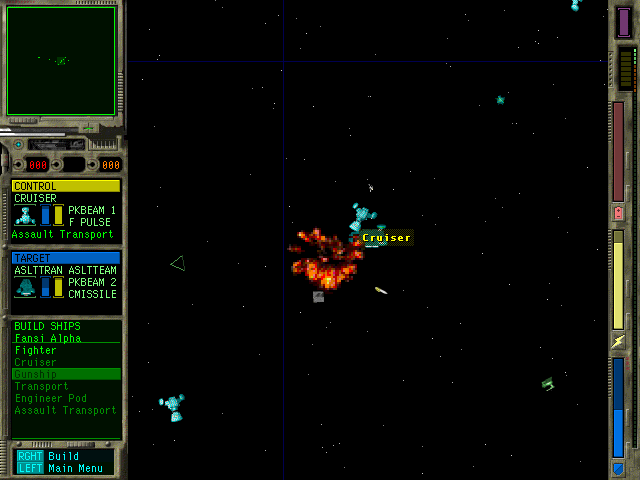 000 000
CONTROL
CRUISER
PKBEAM 1
F PULSE
Assault Transport
TARGET
ASLTTRAN ASLTTEAM
PKBEAM 2
CMISSILE
BUILD SHIPS
Fansi Alpha
Fighter
Cruiser
Gunship
Transport
Engineer Pod
Assault Transport
RGHT Build
LEFT Main Menu
Cruiser